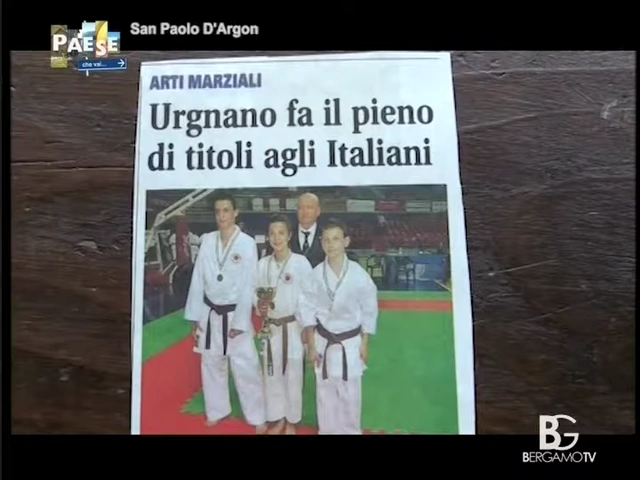 PAESE
che vai...
San Paolo D'Argon
ARTI MARZIALI
Urgnano fa il pieno
di titoli agli Italiani
BG
BERGAMOTV